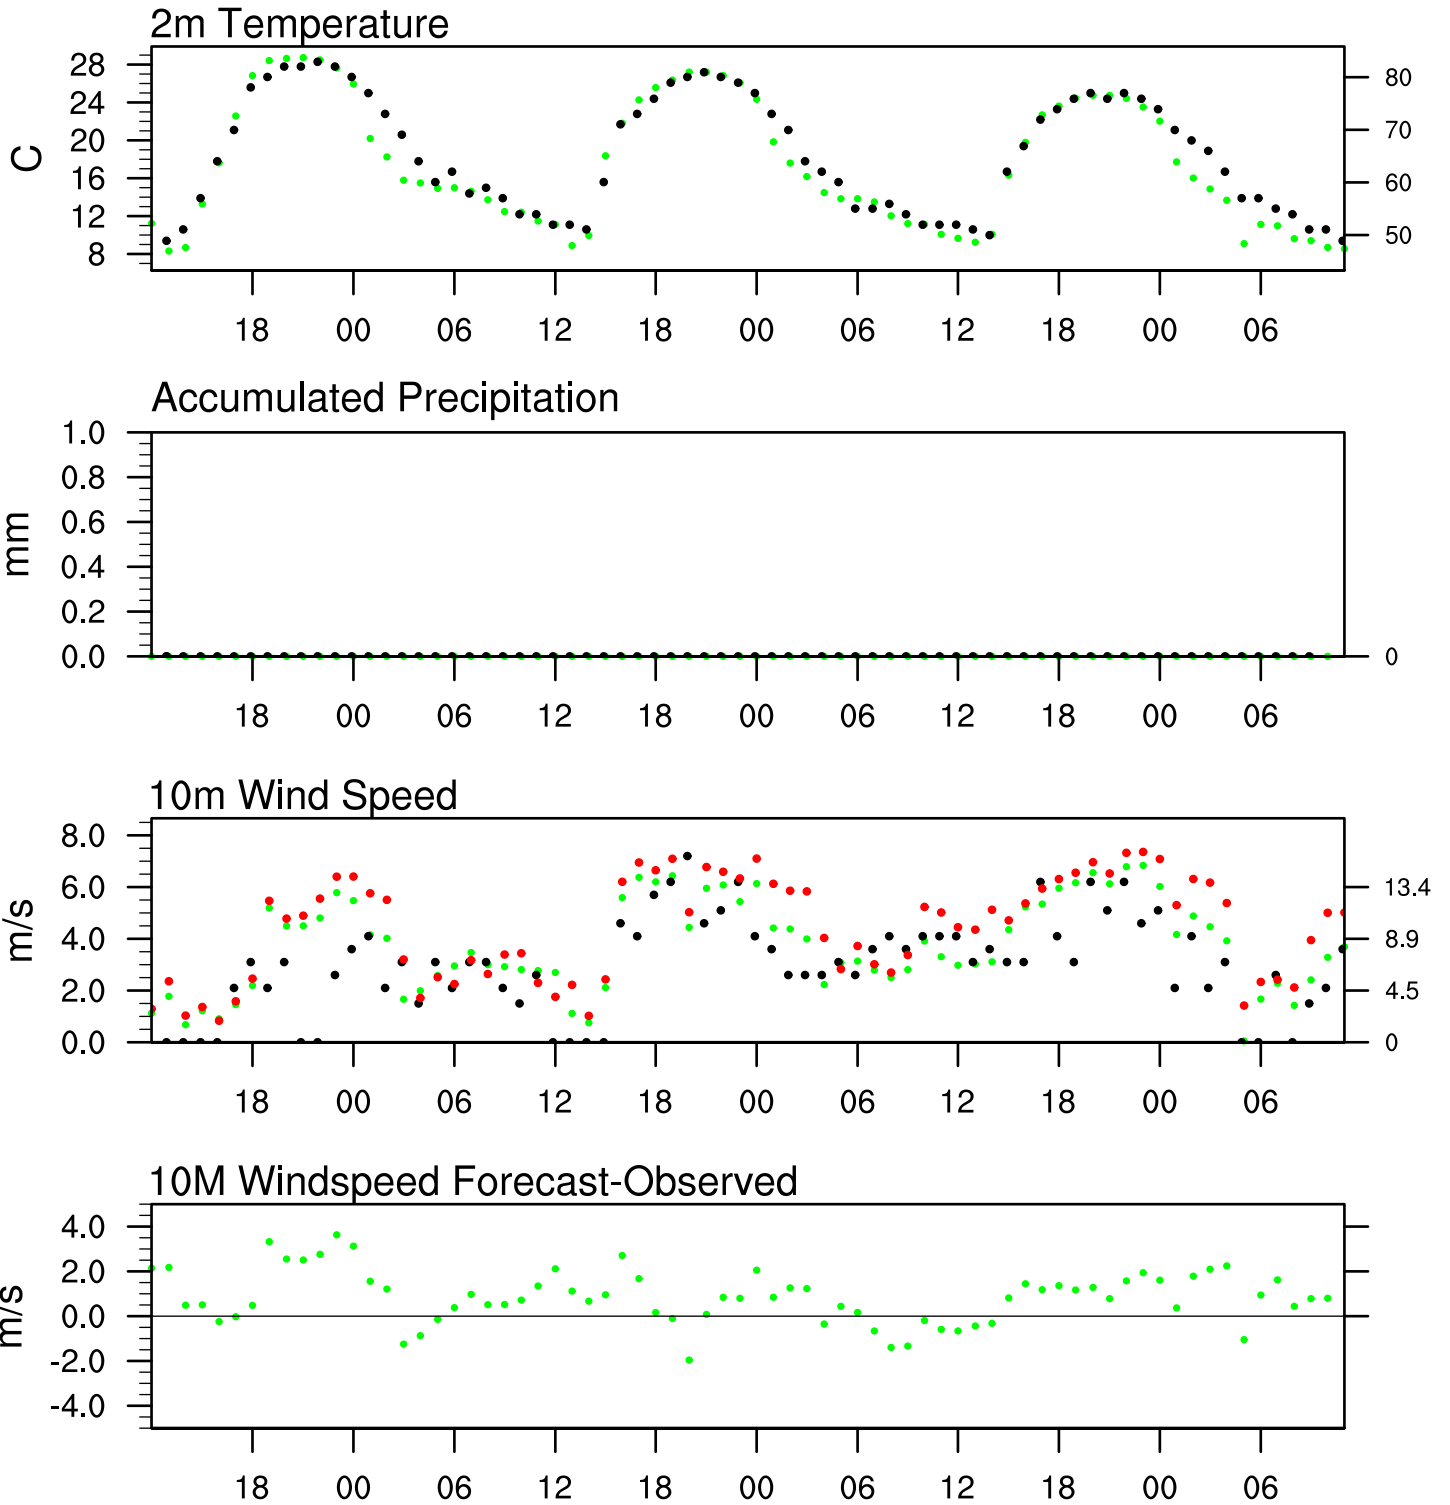 2m Temperature
28
24
20
16
12
8
C
80
70
60
50
18 00 06 12 18 00 06 12 18 00 06
Accumulated Precipitation
1.0
0.8
0.6
0.4
0.2
0.0
mm
0
18 00 06 12 18 00 06 12 18 00 06
10m Wind Speed
8.0
6.0
4.0
2.0
0.0
m/s
13.4
8.9
4.5
0
18 00 06 12 18 00 06 12 18 00 06
10M Windspeed Forecast-Observed
4.0
2.0
0.0
-2.0
-4.0
m/s
18 00 06 12 18 00 06 12 18 00 06